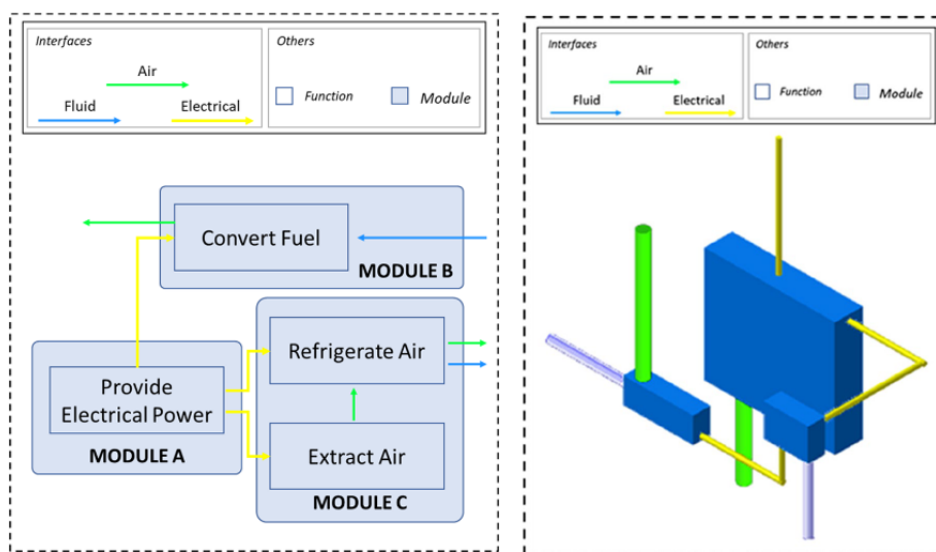 Interfaces
Others
Air
Fluid
Electrical
Function
Module
Convert Fuel
MODULE B
Refrigerate Air
Provide
Electrical Power
MODULE A
Extract Air
MODULE C
Interfaces
Others
Air
Fluid
Electrical
Function
Module